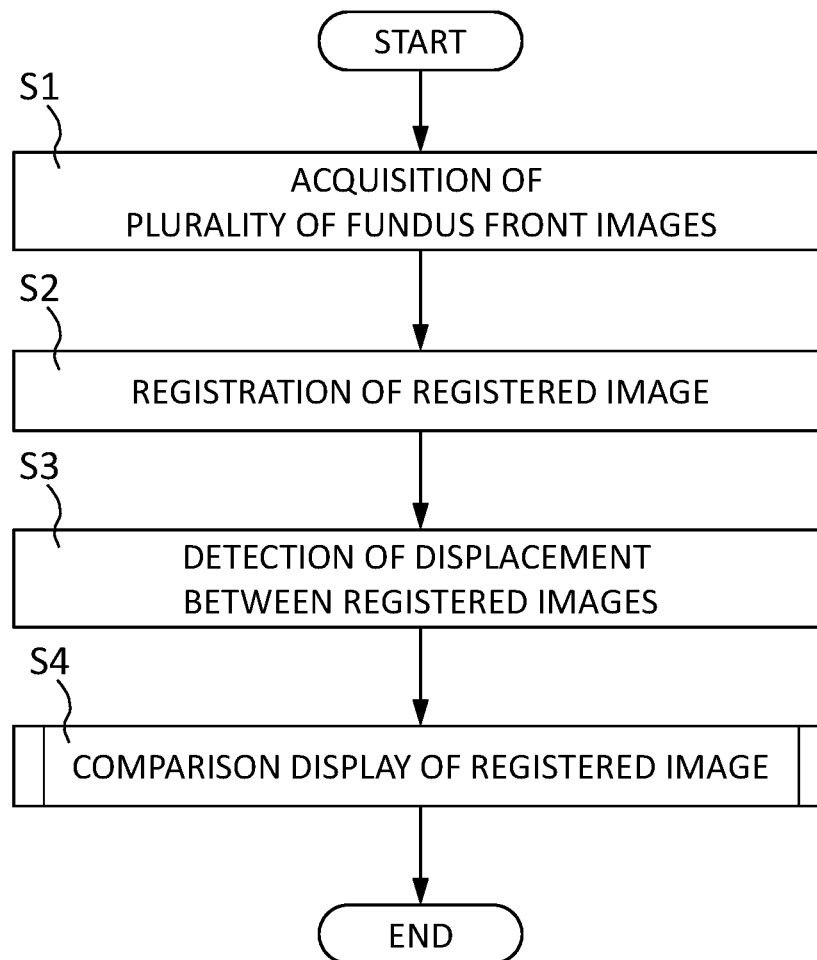 START
S1
ACQUISITION OF
PLURALITY OF FUNDUS FRONT IMAGES
S2
REGISTRATION OF REGISTERED IMAGE
S3
DETECTION OF DISPLACEMENT
BETWEEN REGISTERED IMAGES
S4
COMPARISON DISPLAY OF REGISTERED IMAGE
END